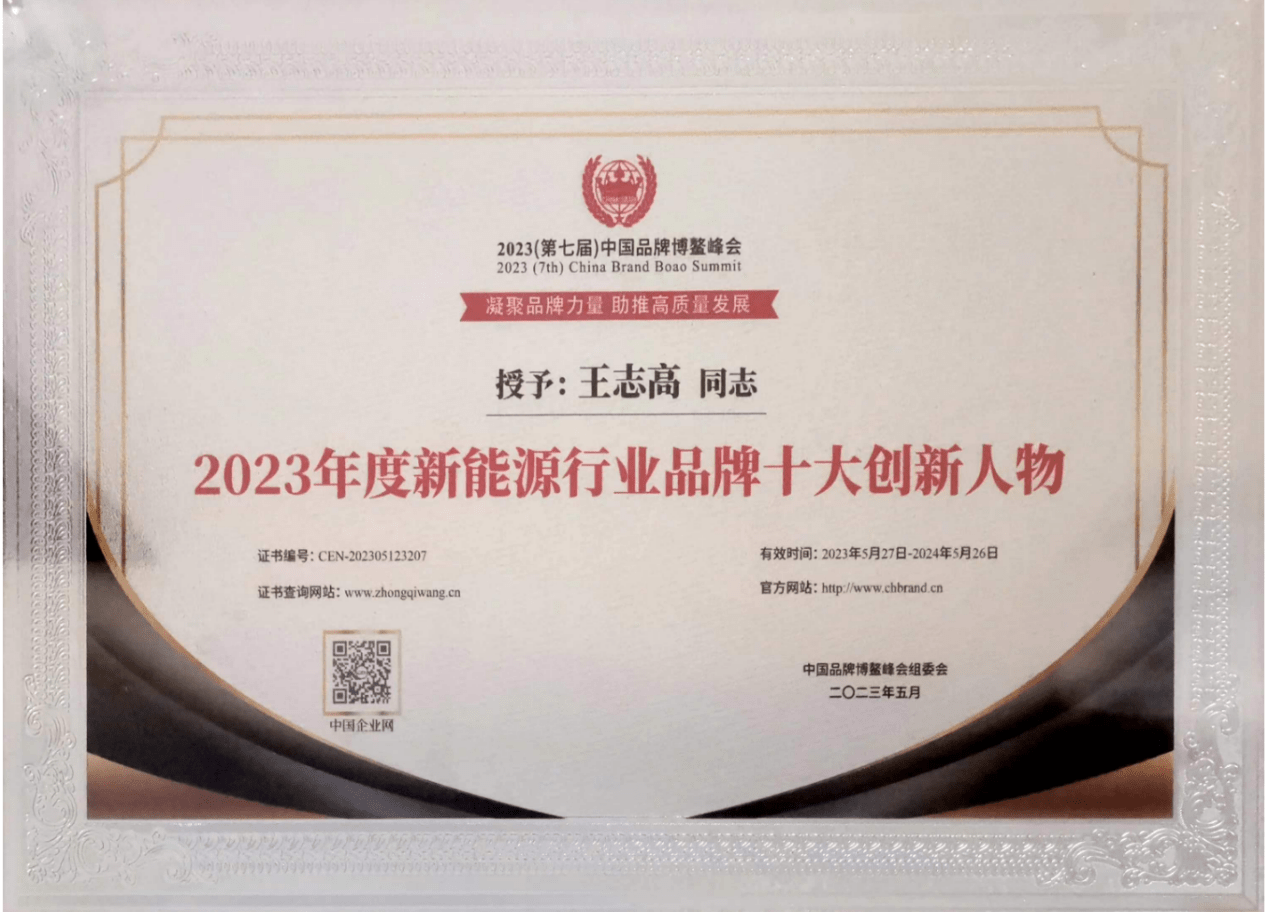 2023(第七届)中国品牌博鳌峰会
2023 (7th) China Brand Boao Summit
凝聚品牌力量 助推高质量发展
授予：王志高 同志
2023年度新能源行业品牌十大创新人物
证书编号：CEN-202305123207
有效时间：2023年5月27日-2024年5月26日
证书查询网站：www.zhongqiwang.cn
官方网站：http://www.chbrand.cn
中国企业网
中国品牌博鳌峰会组委会
二〇二三年五月